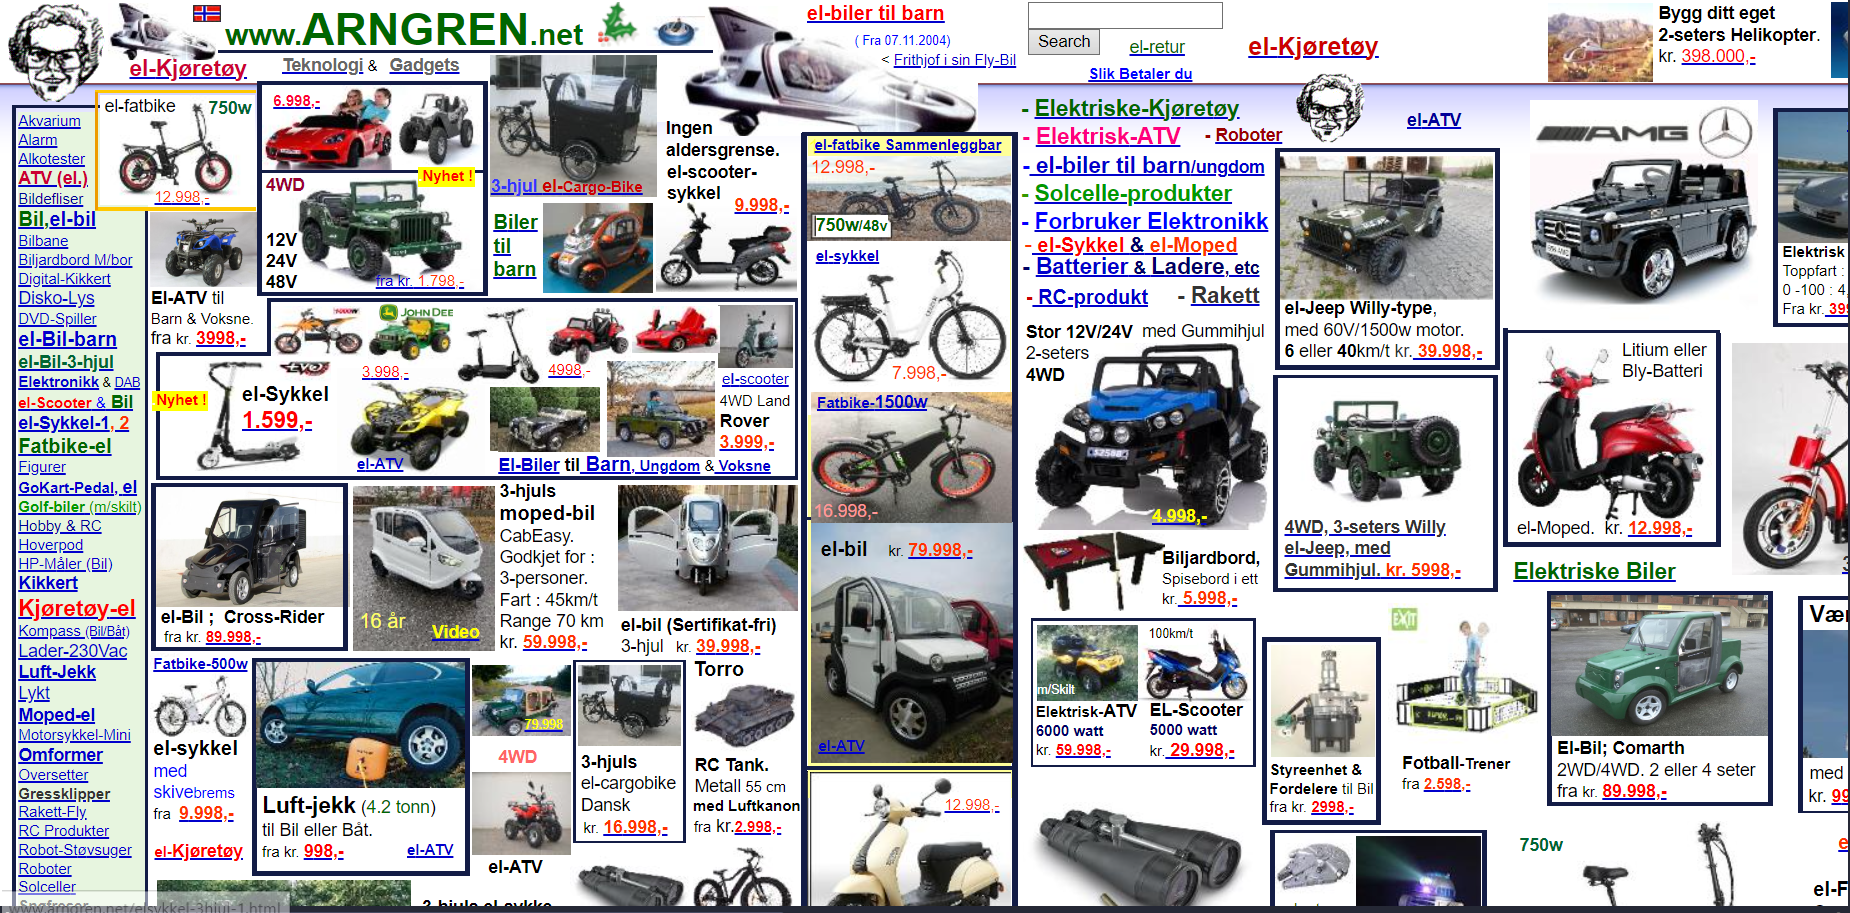 www.ARNGREN.net
el-Kjøretøy
Teknologi & Gadgets
el-biler til barn
( Fra 07.11.2004)
< Frithjof i sin Fly-Bil
Search
el-retur
Slik Betaler du
el-Kjøretøy
Bygg ditt eget
2-seters Helikopter.
kr. 398.000,-
Akvarium
Alarm
Alkotester
ATV (el.)
Bildefliser
Bil,el-bil
Bilbane
Biljardbord M/bor
Digital-Kikkert
Disko-Lys
DVD-Spiller
el-Bil-barn
el-Bil-3-hjul
Elektronikk & DAB
el-Scooter & Bil
el-Sykkel-1, 2
Fatbike-el
Figurer
GoKart-Pedal, el
Golf-biler (m/skilt)
Hobby & RC
Hoverpod
HP-Måler (Bil)
Kikkert
Kjøretøy-el
Kompass (Bil/Båt)
Lader-230Vac
Luft-Jekk
Lykt
Moped-el
Motorsykkel-Mini
Omformer
Oversetter
Gressklipper
Rakett-Fly
RC Produkter
Robot-Støvsuger
Roboter
Solceller
www.arngren.net/elsykkel-3hjul-1.html
el-fatbike
750w
12.998,-
6.998,-
Nyhet !
4WD
12V
24V
48V
fra kr. 1.798,-
El-ATV til
Barn & Voksne.
fra kr. 3998,-
3-hjul el-Cargo-Bike
Biler
til
barn
Ingen
aldersgrense.
el-scooter-
sykkel
9.998,-
1000W
JOHN DEE
EVO
Nyhet !
el-Sykkel
1.599,-
3.998,-
el-ATV
4998,-
el-scooter
4WD Land
Rover
3.999,-
El-Biler til Barn, Ungdom & Voksne
el-Bil ; Cross-Rider
fra kr. 89.998,-
16 år
Video
3-hjuls
moped-bil
CabEasy.
Godkjet for :
3-personer.
Fart : 45km/t
Range 70 km
kr. 59.998,-
el-bil (Sertifikat-fri)
3-hjul kr. 39.998,-
Fatbike-500w
el-sykkel
med
skivebrems
fra 9.998,-
el-Kjøretøy
Luft-jekk (4.2 tonn)
til Bil eller Båt.
fra kr. 998,-
el-ATV
79.998
4WD
el-ATV
3-hjuls
el-cargobike
Dansk
kr. 16.998,-
Torro
RC Tank.
Metall 55 cm
med Luftkanon
fra kr.2.998,-
3-hjuls el-sykke
el-fatbike Sammenleggbar
12.998,-
750w/48v
el-sykkel
7.998,-
Fatbike-1500w
16.998,-
el-bil kr. 79.998,-
el-ATV
12.998,-
- Elektriske-Kjøretøy
- Elektrisk-ATV - Roboter
- el-biler til barn/ungdom
- Solcelle-produkter
- Forbruker Elektronikk
- el-Sykkel & el-Moped
- Batterier & Ladere, etc
- RC-produkt - Rakett
Stor 12V/24V med Gummihjul
2-seters
4WD
4.998,-
Biljardbord,
Spisebord i ett
kr. 5.998,-
m/Skilt
Elektrisk-ATV
6000 watt
kr. 59.998,-
100km/t
EL-Scooter
5000 watt
kr. 29.998,-
el-ATV
el-Jeep Willy-type,
med 60V/1500w motor.
6 eller 40km/t kr. 39.998,-
4WD, 3-seters Willy
el-Jeep, med
Gummihjul. kr. 5998,-
Styreenhet &
Fordelere til Bil
fra kr. 2998,-
EXIT
Fotball-Trener
fra 2.598,-
AMG
Litium eller
Bly-Batteri
el-Moped. kr. 12.998,-
Elektriske Biler
El-Bil; Comarth
2WD/4WD. 2 eller 4 seter
fra kr. 89.998,-
750w
Elektrisk
Toppfart :
0 -100 : 4.
Fra kr. 399
Vær
med
kr. 99
el-F